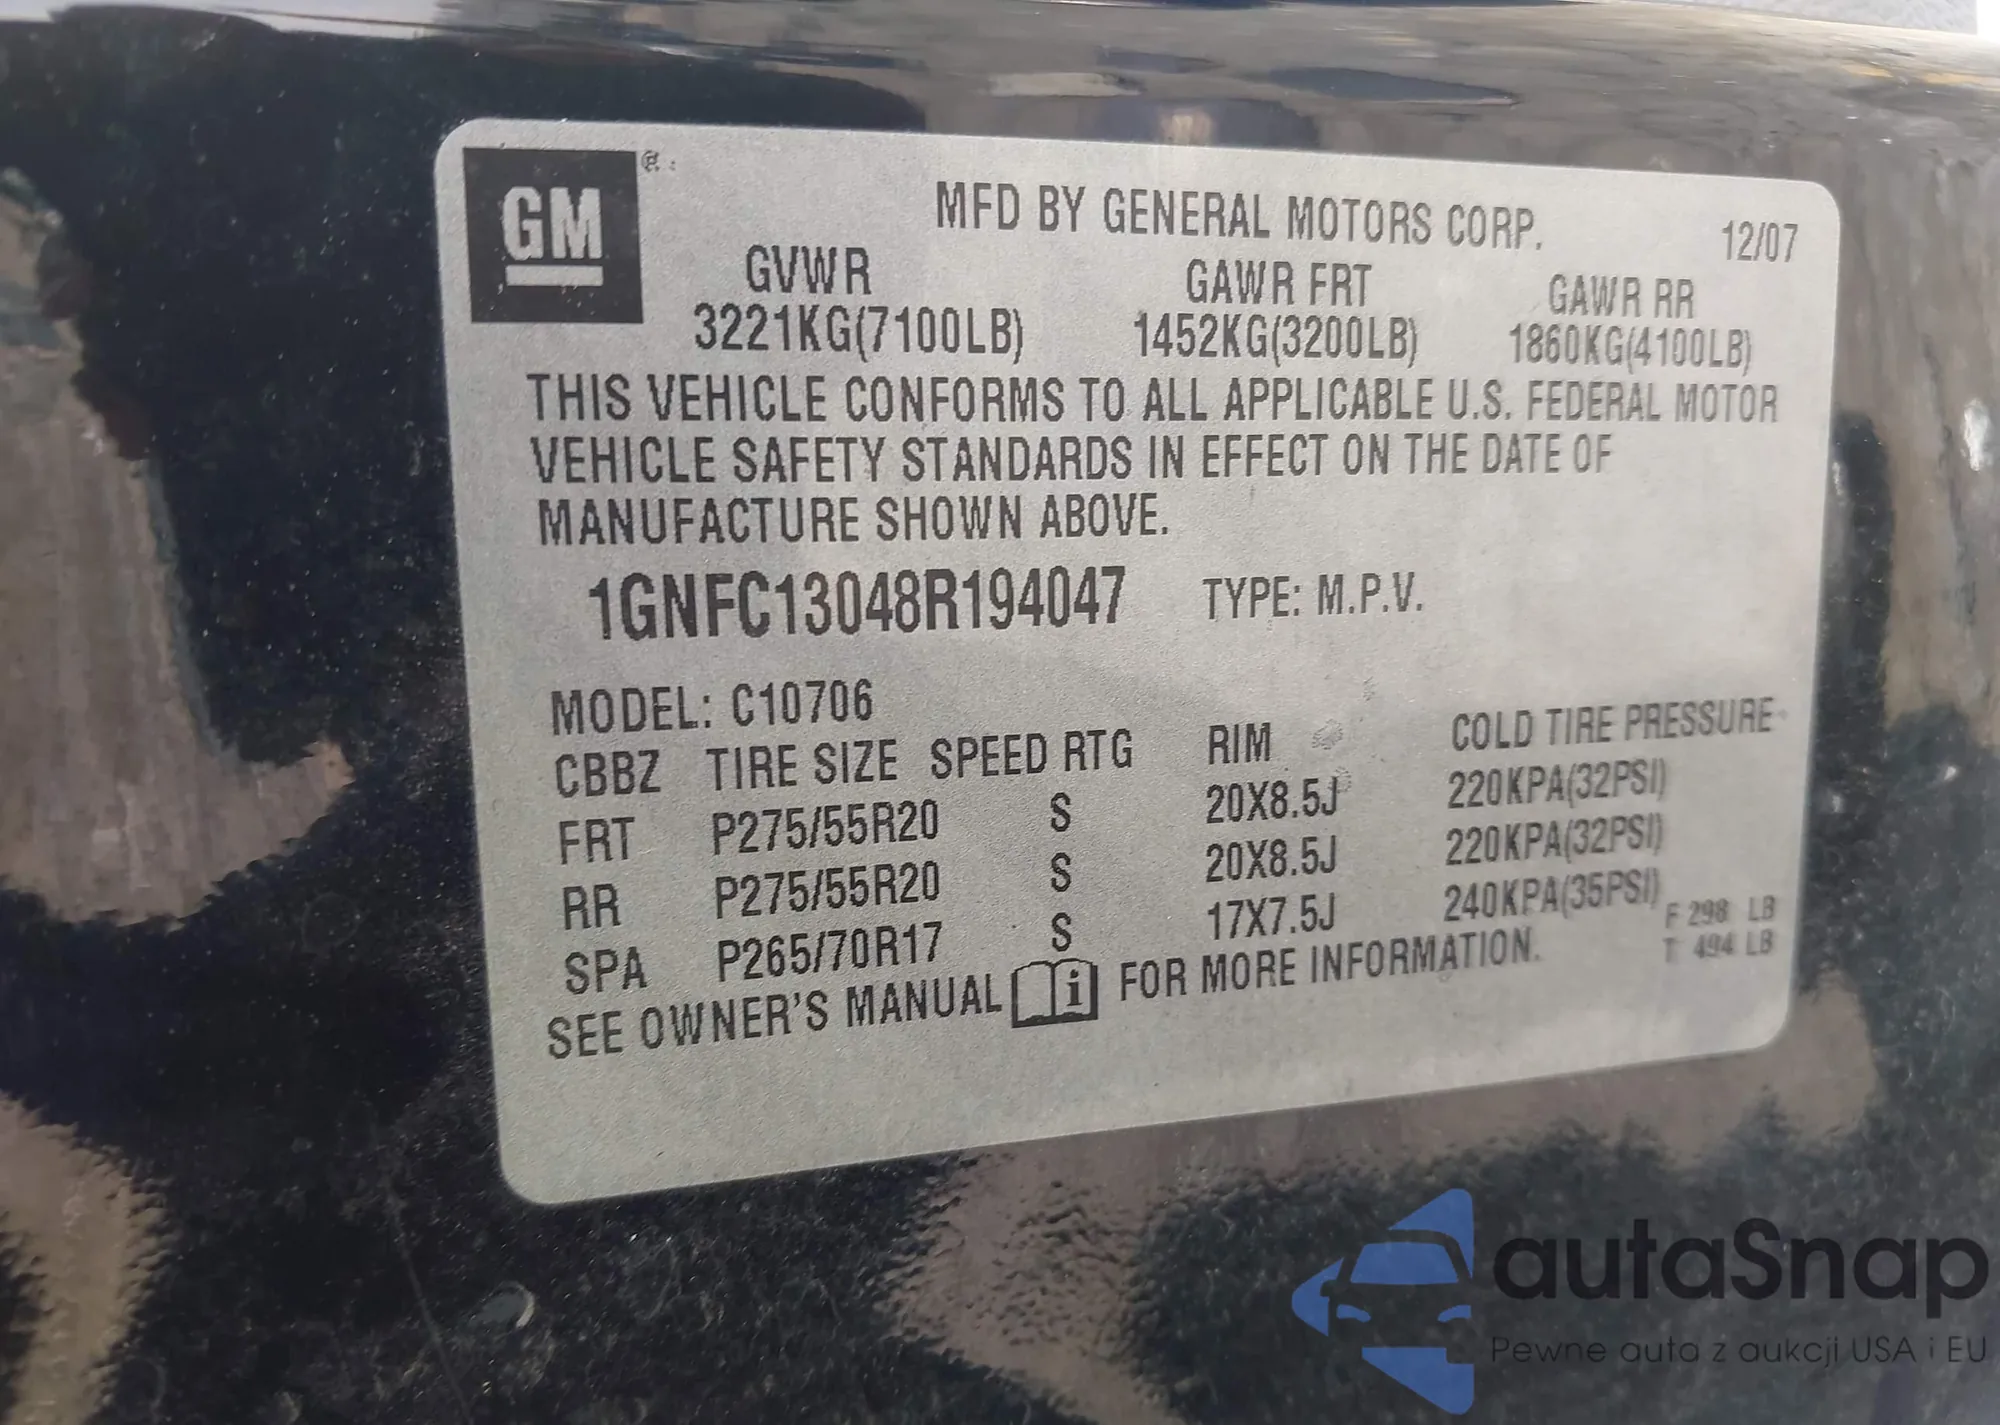 GM ®
MFD BY GENERAL MOTORS CORP. 12/07
GVWR GAWR FRT GAWR RR
3221KG(7100LB) 1452KG(3200LB) 1860KG(4100LB)
THIS VEHICLE CONFORMS TO ALL APPLICABLE U.S. FEDERAL MOTOR
VEHICLE SAFETY STANDARDS IN EFFECT ON THE DATE OF
MANUFACTURE SHOWN ABOVE.
1GNFC13048R194047 TYPE: M.P.V.
MODEL: C10706
CBBZ TIRE SIZE SPEED RTG RIM COLD TIRE PRESSURE
FRT P275/55R20 S 20X8.5J 220KPA(32PSI)
RR P275/55R20 S 20X8.5J 220KPA(32PSI)
SPA P265/70R17 S 17X7.5J 240KPA(35PSI)
F 298 LB
T 494 LB
SEE OWNER'S MANUAL i FOR MORE INFORMATION.
autaSnap
Pewne auta z aukcji USA i EU